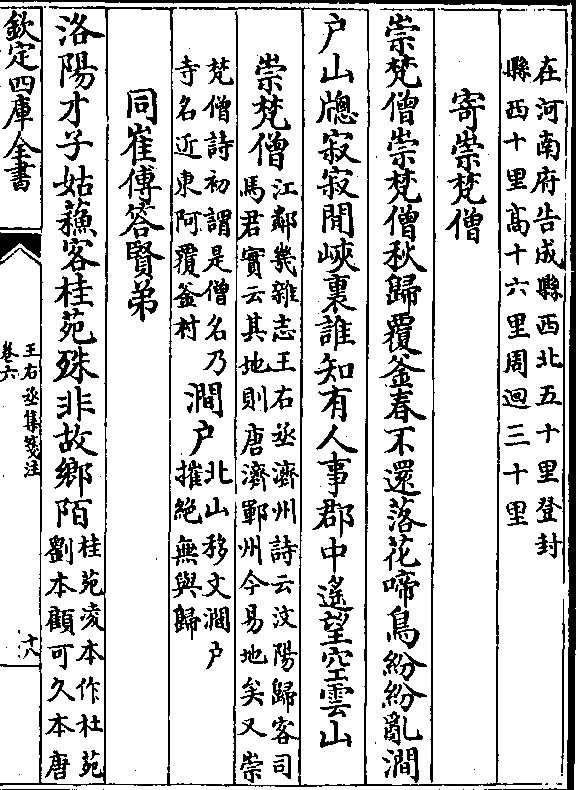 在河南府告成縣西北五十里登封
縣西十里高十六里周迴三十里
寄崇梵僧
崇梵僧崇梵僧秋歸覆釜春不還落花啼鳥紛紛亂澗
户山牕寂寂閒峽裏誰知有人事郡中遙望空雲山
崇梵僧江鄰幾雜志王右丞濟州詩云汶陽歸客司
馬君實云其地則唐濟鄆州今易地矣又崇
梵僧詩初謂是僧名乃
寺名近東阿覆釜村
澗户北山移文澗户
摧絶無與歸
同崔傅答賢弟
洛陽才子姑蘓客桂苑殊非故鄉陌桂苑凌本作杜苑
劉本顧可久本唐
欽定四庫全書
王右丞集箋注
卷六
十八